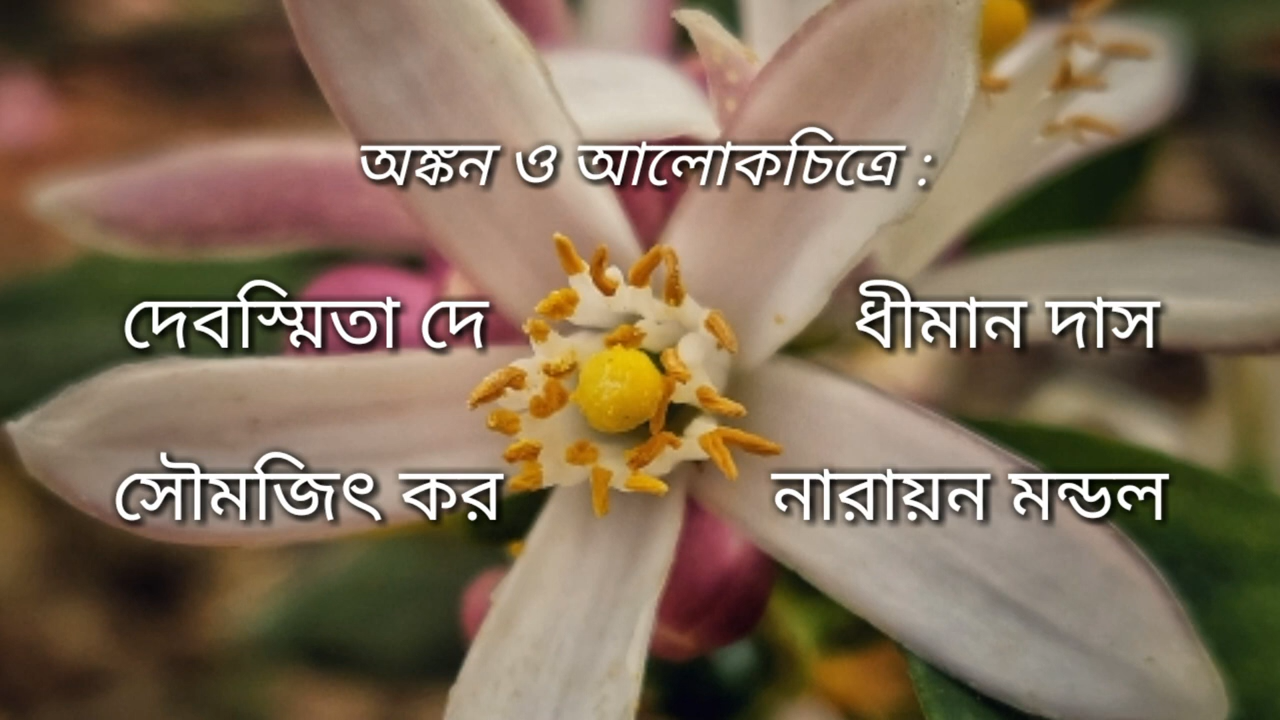 অঙ্কন ও আলোকচিত্রে :
দেবস্মিতা দে
ধীমান দাস
সৌমজিৎ কর
নারায়ন মন্ডল